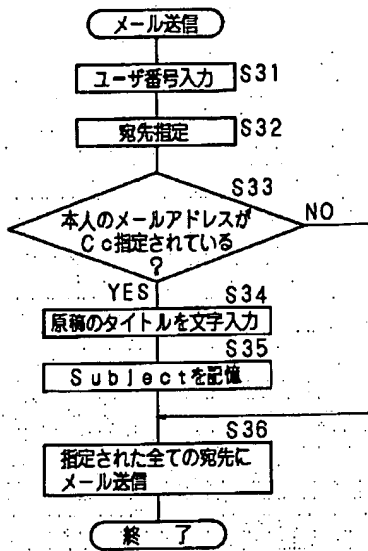 メール送信
ユーザ番号入力 S31
宛先指定 S32
S33
本人のメールアドレスが
Cc指定されている
?
NO
YES
S34
原稿のタイトルを文字入力
S35
Subjectを記憶
S36
指定された全ての宛先に
メール送信
終 了